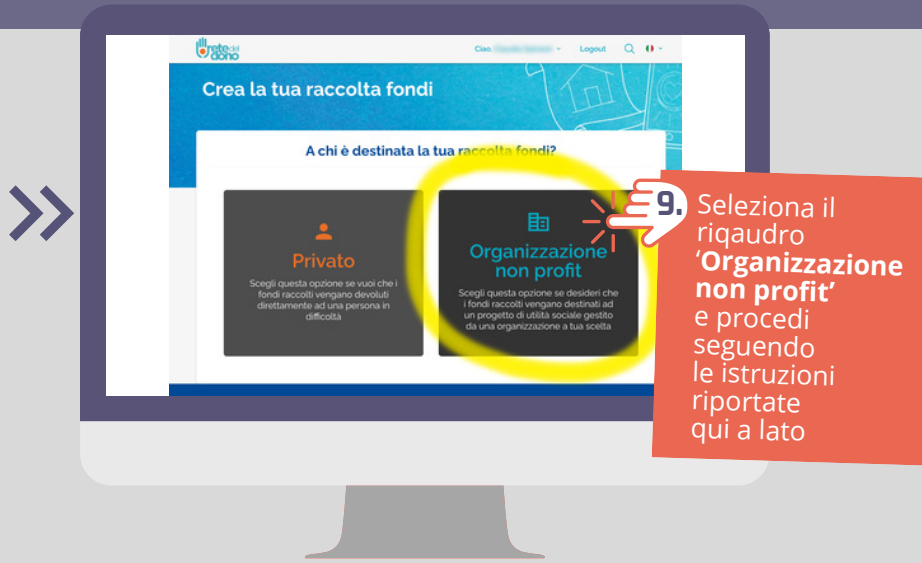 rete del
dono
Ciao,
Logout
Crea la tua raccolta fondi
A chi è destinata la tua raccolta fondi?
Privato
Scegli questa opzione se vuoi che i
fondi raccolti vengano devoluti
direttamente ad una persona in
difficoltà
Organizzazione
non profit
Scegli questa opzione se desideri che
i fondi raccolti vengano destinati ad
un progetto di utilità sociale gestito
da una organizzazione a tua scelta
9. Seleziona il
riqaudro
‘Organizzazione
non profit’
e procedi
seguendo
le istruzioni
riportate
qui a lato